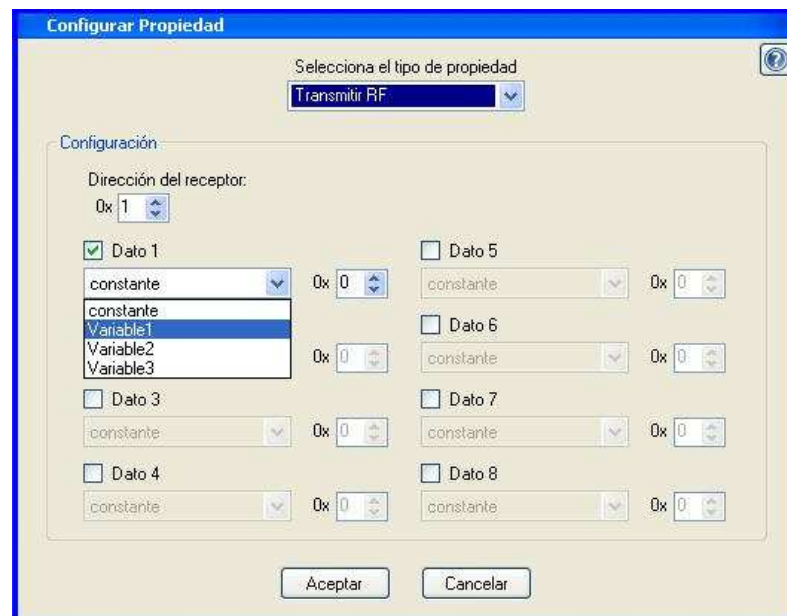 Configurar Propiedad
?
Selecciona el tipo de propiedad
Transmitir RF
Configuración
Dirección del receptor:
0x 1
Dato 1
constante
0x 0
constante
Variable1
Variable2
Variable3
0x 0
Dato 3
constante
0x 0
Dato 4
constante
0x 0
Dato 5
constante
0x 0
Dato 6
constante
0x 0
Dato 7
constante
0x 0
Dato 8
constante
0x 0
Aceptar
Cancelar